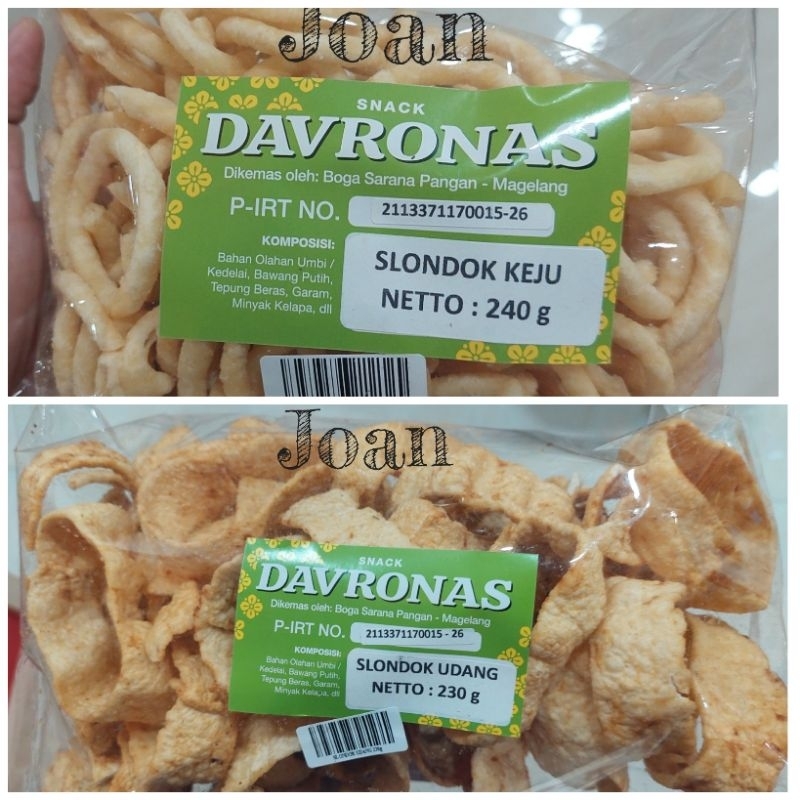 Joan
SNACK
DAVRONAS
Dikemas oleh: Boga Sarana Pangan - Magelang
P-IRT NO. 2113371170015-26
KOMPOSISI:
Bahan Olahan Umbi /
Kedelai, Bawang Putih,
Tepung Beras, Garam,
Minyak Kelapa, dll
SLONDOK KEJU
NETTO : 240 g
Joan
SNACK
DAVRONAS
Dikemas oleh: Boga Sarana Pangan - Magelang
P-IRT NO. 2113371170015 - 26
KOMPOSISI:
Bahan Olahan Umbi /
Kedelai, Bawang Putih,
Tepung Beras, Garam,
Minyak Kelapa, dll
SLONDOK UDANG
NETTO : 230 g